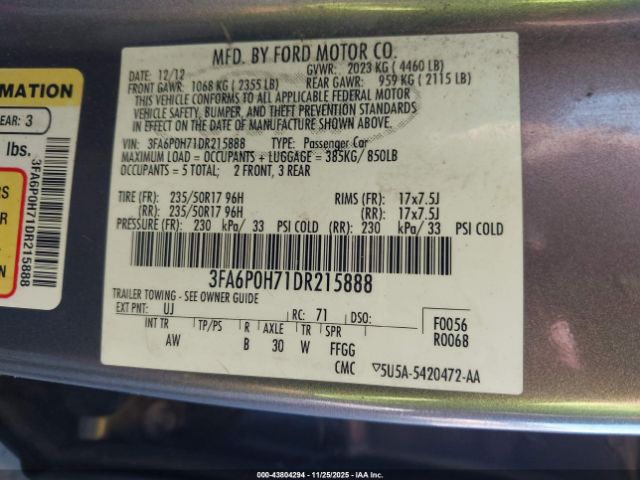 MFD. BY FORD MOTOR CO.
DATE: 12/12 GVWR: 2023 KG ( 4460 LB)
FRONT GAWR: 1068 KG ( 2355 LB) REAR GAWR: 959 KG ( 2115 LB)
THIS VEHICLE CONFORMS TO ALL APPLICABLE FEDERAL MOTOR
VEHICLE SAFETY, BUMPER, AND THEFT PREVENTION STANDARDS
IN EFFECT ON THE DATE OF MANUFACTURE SHOWN ABOVE.
VIN: 3FA6P0H71DR215888 TYPE: Passenger Car
MAXIMUM LOAD = OCCUPANTS + LUGGAGE = 385KG/ 850LB
OCCUPANTS = 5 TOTAL; 2 FRONT, 3 REAR
TIRE (FR): 235/50R17 96H RIMS (FR): 17x7.5J
(RR): 235/50R17 96H (RR): 17x7.5J
PRESSURE (FR): 230 kPa/ 33 PSI COLD (RR): 230 kPa/ 33 PSI COLD
3FA6P0H71DR215888
TRAILER TOWING - SEE OWNER GUIDE
EXT PNT: UJ RC: 71 DSO:
INT TR TP/PS R AXLE TR SPR
AW B 30 W FFGG
F0056
R0068
CMC ▽5U5A-5420472-AA
RMATION
EAR: 3
lbs.
3FA6P0H71DR215888
RS
R
ON
00-43804294 — 11/25/2025 — IAA Inc.